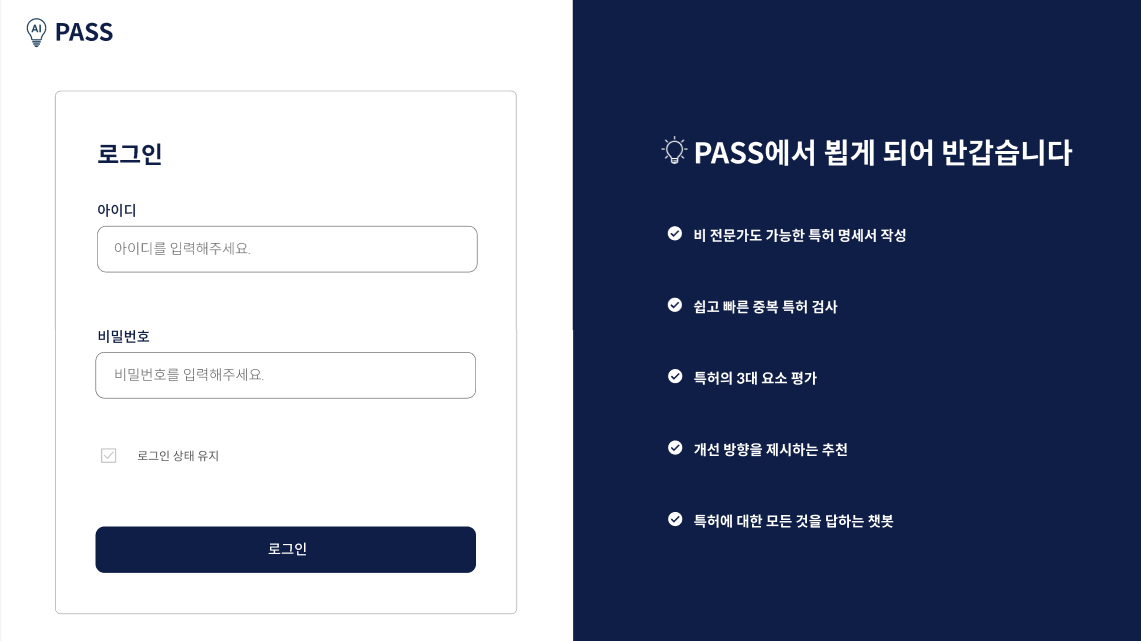 AI PASS
로그인
아이디
아이디를 입력해주세요.
비밀번호
비밀번호를 입력해주세요.
로그인 상태 유지
로그인
PASS에서 뵙게 되어 반갑습니다
비 전문가도 가능한 특허 명세서 작성
쉽고 빠른 중복 특허 검사
특허의 3대 요소 평가
개선 방향을 제시하는 추천
특허에 대한 모든 것을 답하는 챗봇